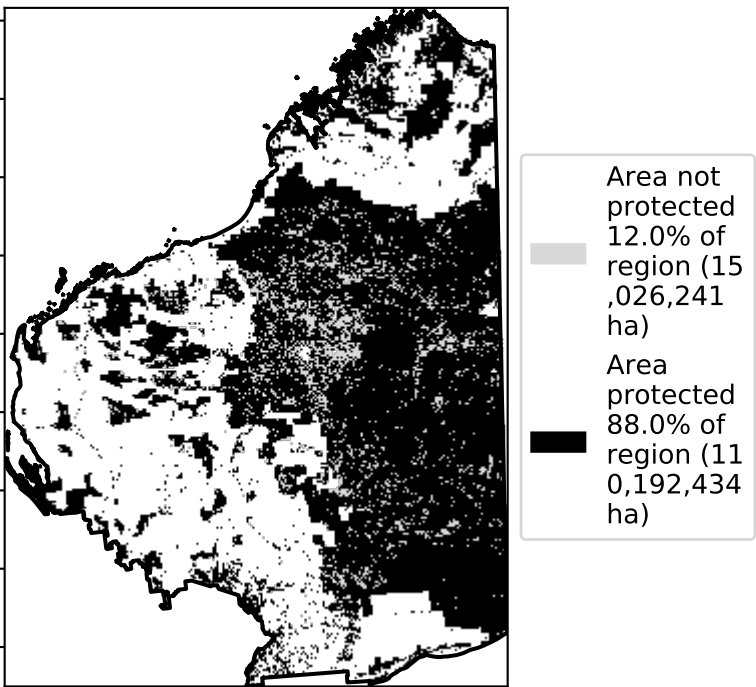 Area not
protected
12.0% of
region (15
,026,241
ha)
Area
protected
88.0% of
region (11
0,192,434
ha)